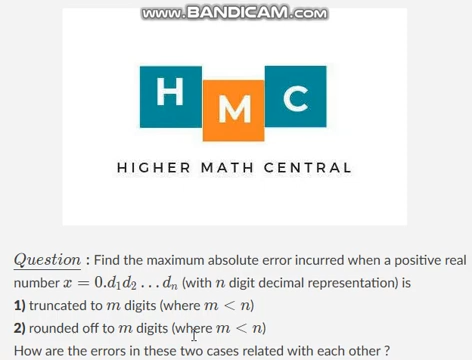 www.BANDICAM.com
H
M
C
HIGHER MATH CENTRAL
Question : Find the maximum absolute error incurred when a positive real
number x = 0.d₁d₂ . . . dₙ (with n digit decimal representation) is
1) truncated to m digits (where m < n)
2) rounded off to m digits (where m < n)
How are the errors in these two cases related with each other ?